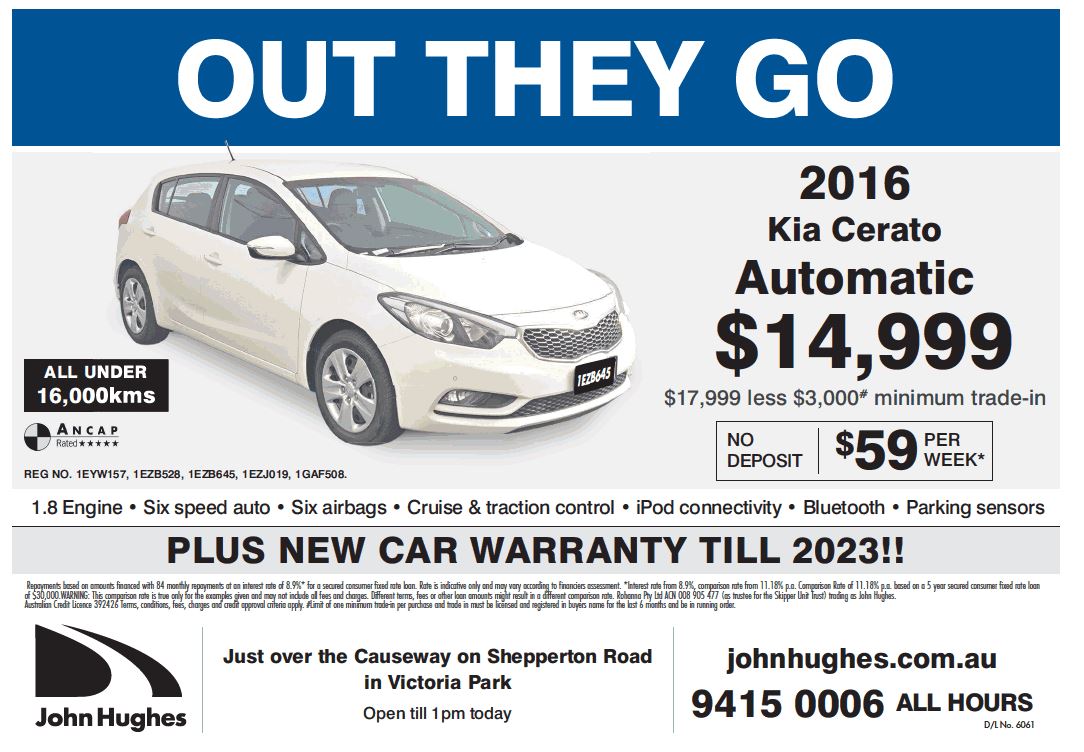 OUT THEY GO
2016
Kia Cerato
Automatic
$14,999
$17,999 less $3,000# minimum trade-in
NO DEPOSIT
$59 PER WEEK*
1EZB645
ALL UNDER
16,000kms
ANCAP
Rated★★★★★
REG NO. 1EYW157, 1EZB528, 1EZB645, 1EZJ019, 1GAF508.
1.8 Engine • Six speed auto • Six airbags • Cruise & traction control • iPod connectivity • Bluetooth • Parking sensors
PLUS NEW CAR WARRANTY TILL 2023!!
Repayments based on amounts financed with 84 monthly repayments at an interest rate of 8.9%* for a secured consumer fixed rate loan. Rate is indicative only and may vary according to financiers assessment. *Interest rate from 8.9%, comparison rate from 11.18% p.a. Comparison Rate of 11.18% p.a. based on a 5 year secured consumer fixed rate loan
of $30,000.WARNING: This comparison rate is true only for the examples given and may not include all fees and charges. Different terms, fees or other loan amounts might result in a different comparison rate. Rohanna Pty Ltd ACN 008 905 477 (as trustee for the Skipper Unit Trust) trading as John Hughes.
Australian Credit Licence 392426 Terms, conditions, fees, charges and credit approval criteria apply. #Limit of one minimum trade-in per purchase and trade in must be licensed and registered in buyers name for the last 6 months and be in running order.
John Hughes
Just over the Causeway on Shepperton Road
in Victoria Park
Open till 1pm today
johnhughes.com.au
9415 0006 ALL HOURS
D/L No. 6061